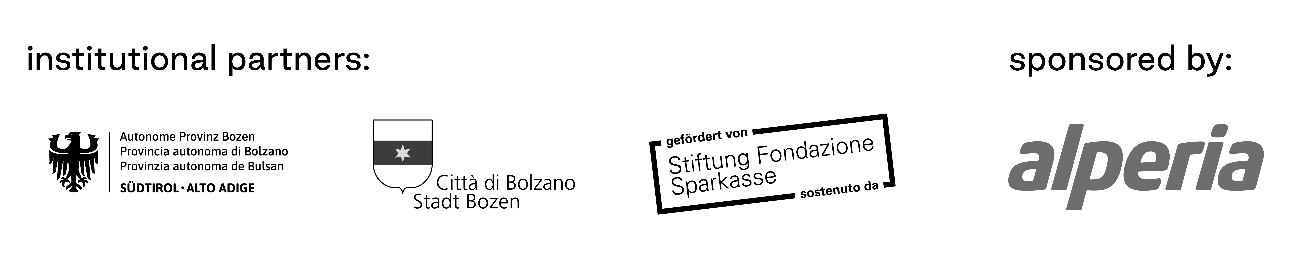 institutional partners:
Autonome Provinz Bozen
Provincia autonoma di Bolzano
Provinzia autonoma de Bulsan
SÜDTIROL · ALTO ADIGE
Città di Bolzano
Stadt Bozen
gefördert von
Stiftung Fondazione
Sparkasse
sostenuto da
sponsored by:
alperia